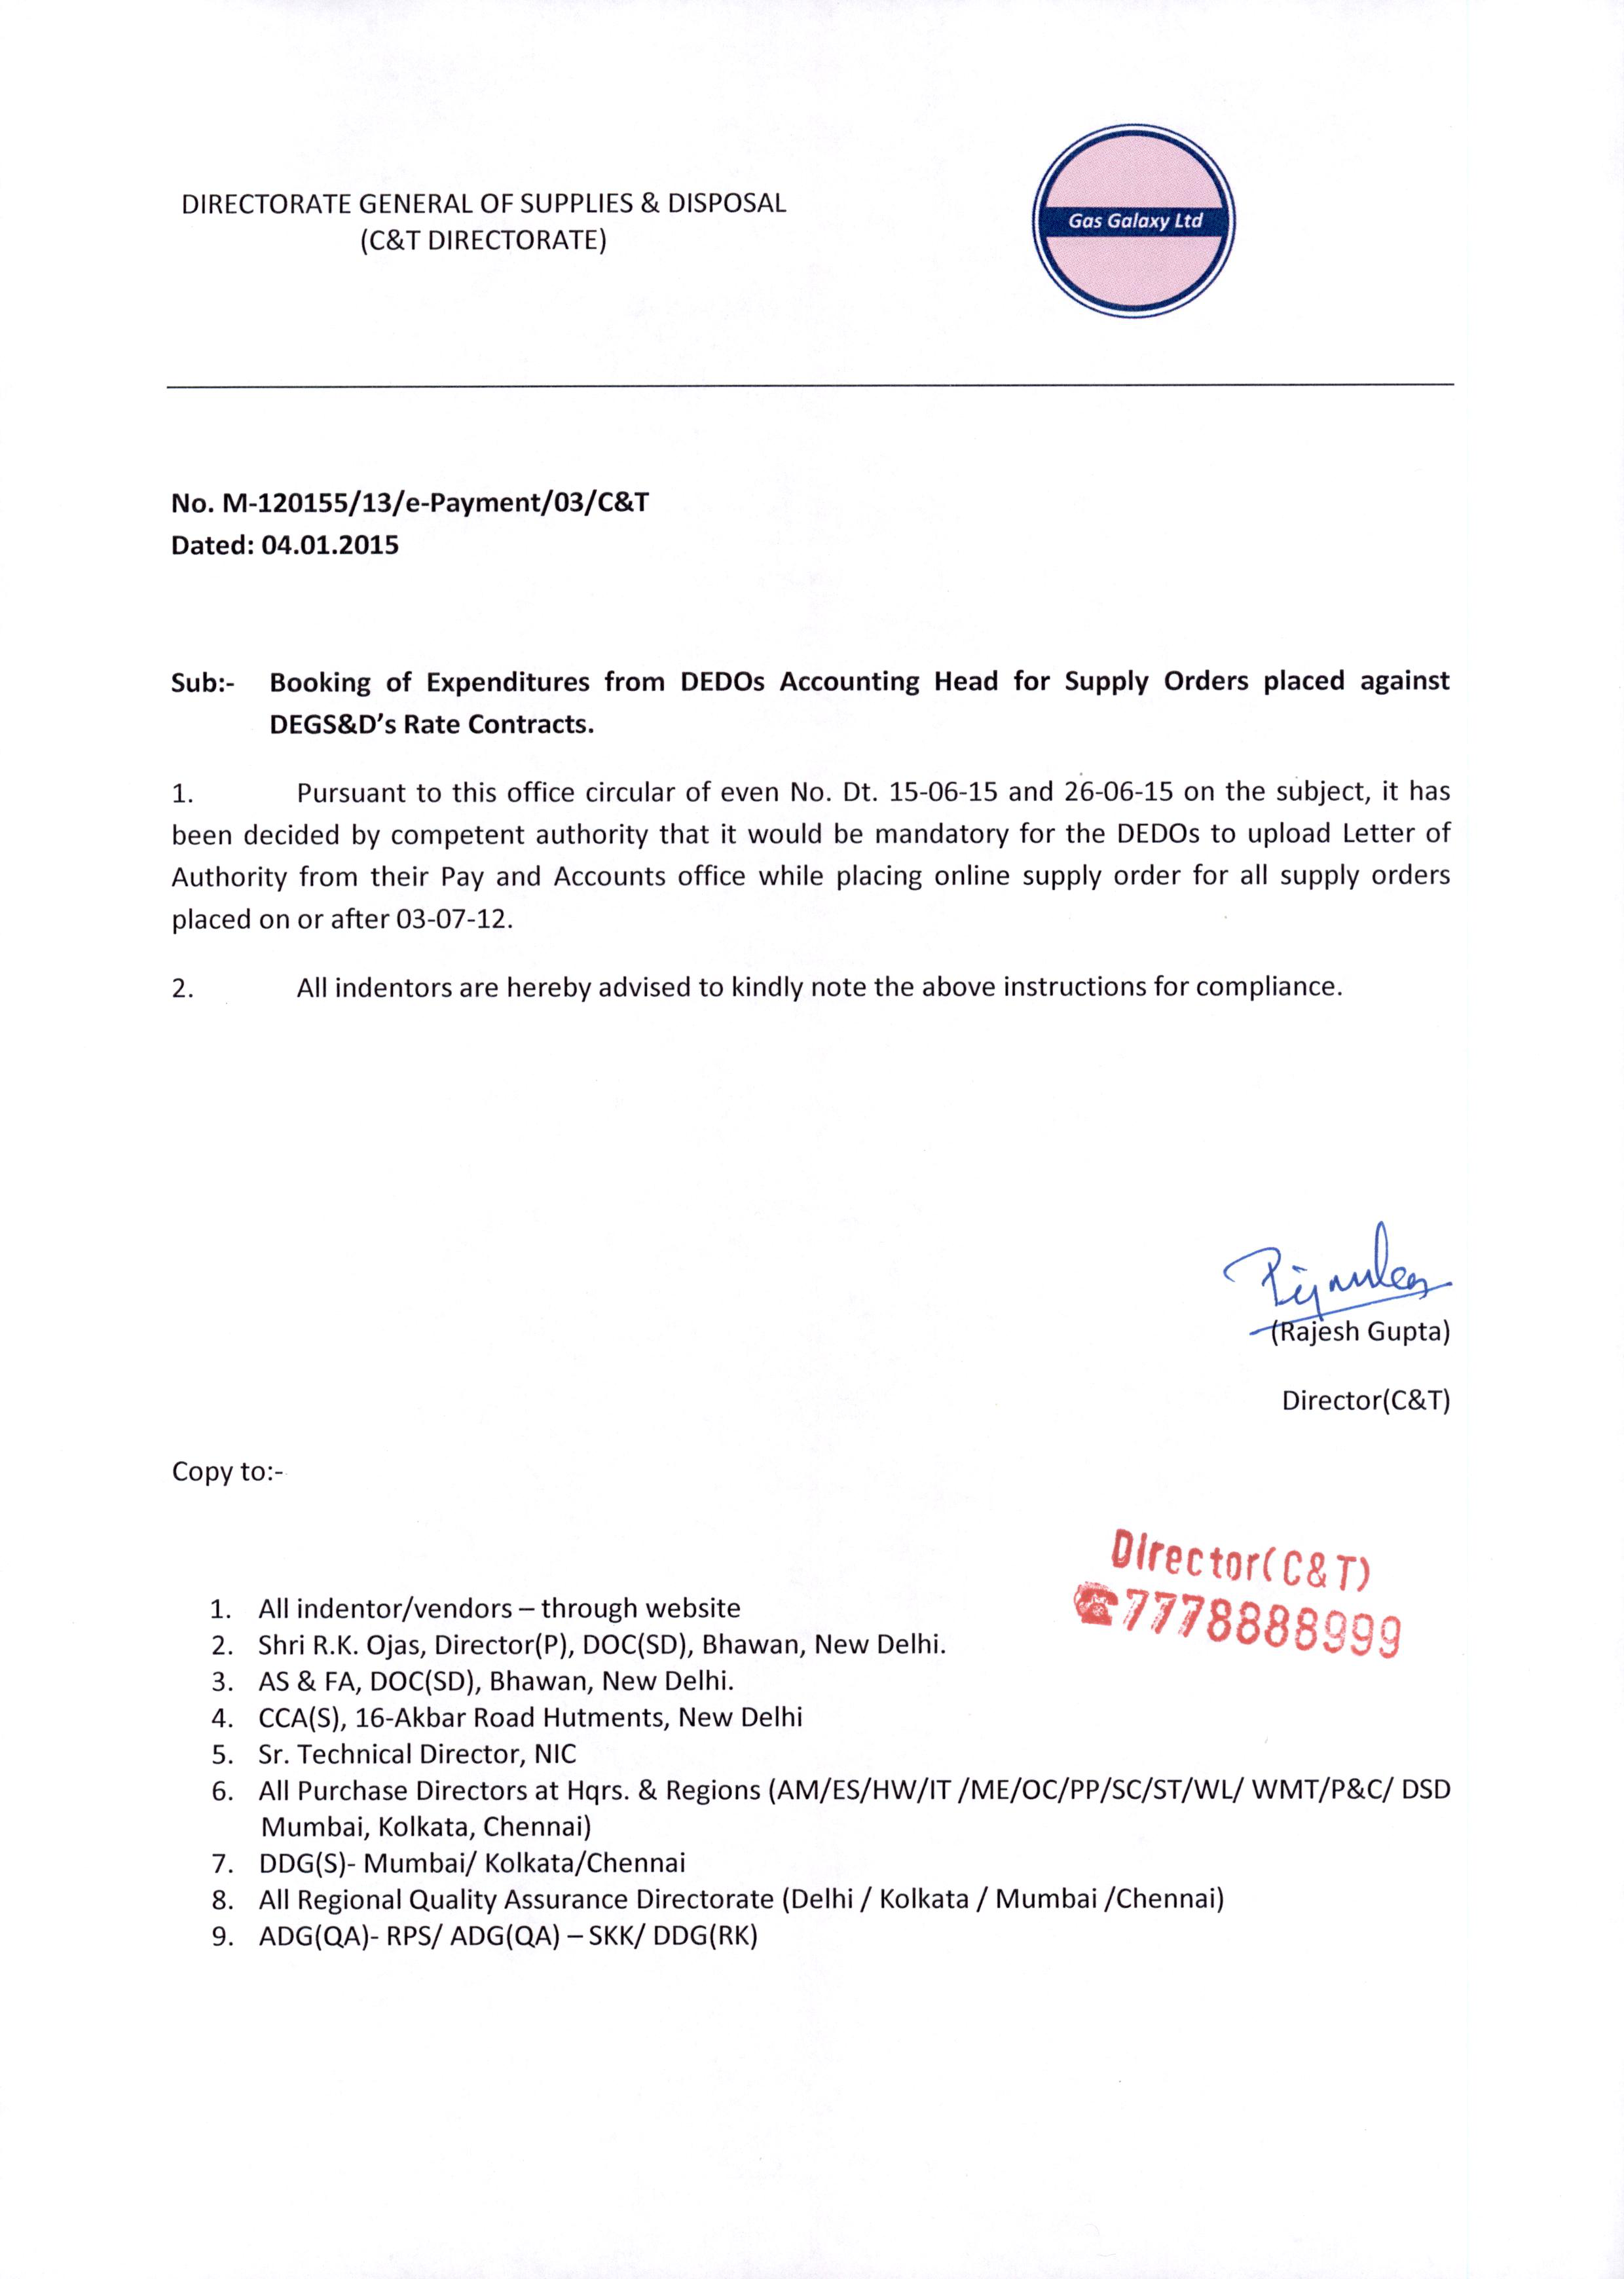 DIRECTORATE GENERAL OF SUPPLIES & DISPOSAL
(C&T DIRECTORATE)
Gas Galaxy Ltd
No. M-120155/13/e-Payment/03/C&T
Dated: 04.01.2015
Sub:- Booking of Expenditures from DEDOs Accounting Head for Supply Orders placed against
DEGS&D’s Rate Contracts.
1. Pursuant to this office circular of even No. Dt. 15-06-15 and 26-06-15 on the subject, it has
been decided by competent authority that it would be mandatory for the DEDOs to upload Letter of
Authority from their Pay and Accounts office while placing online supply order for all supply orders
placed on or after 03-07-12.
2. All indentors are hereby advised to kindly note the above instructions for compliance.
(Rajesh Gupta)
Director(C&T)
Copy to:-
Director(C&T)
☎7778888999
1. All indentor/vendors – through website
2. Shri R.K. Ojas, Director(P), DOC(SD), Bhawan, New Delhi.
3. AS & FA, DOC(SD), Bhawan, New Delhi.
4. CCA(S), 16-Akbar Road Hutments, New Delhi
5. Sr. Technical Director, NIC
6. All Purchase Directors at Hqrs. & Regions (AM/ES/HW/IT /ME/OC/PP/SC/ST/WL/ WMT/P&C/ DSD
Mumbai, Kolkata, Chennai)
7. DDG(S)- Mumbai/ Kolkata/Chennai
8. All Regional Quality Assurance Directorate (Delhi / Kolkata / Mumbai /Chennai)
9. ADG(QA)- RPS/ ADG(QA) – SKK/ DDG(RK)